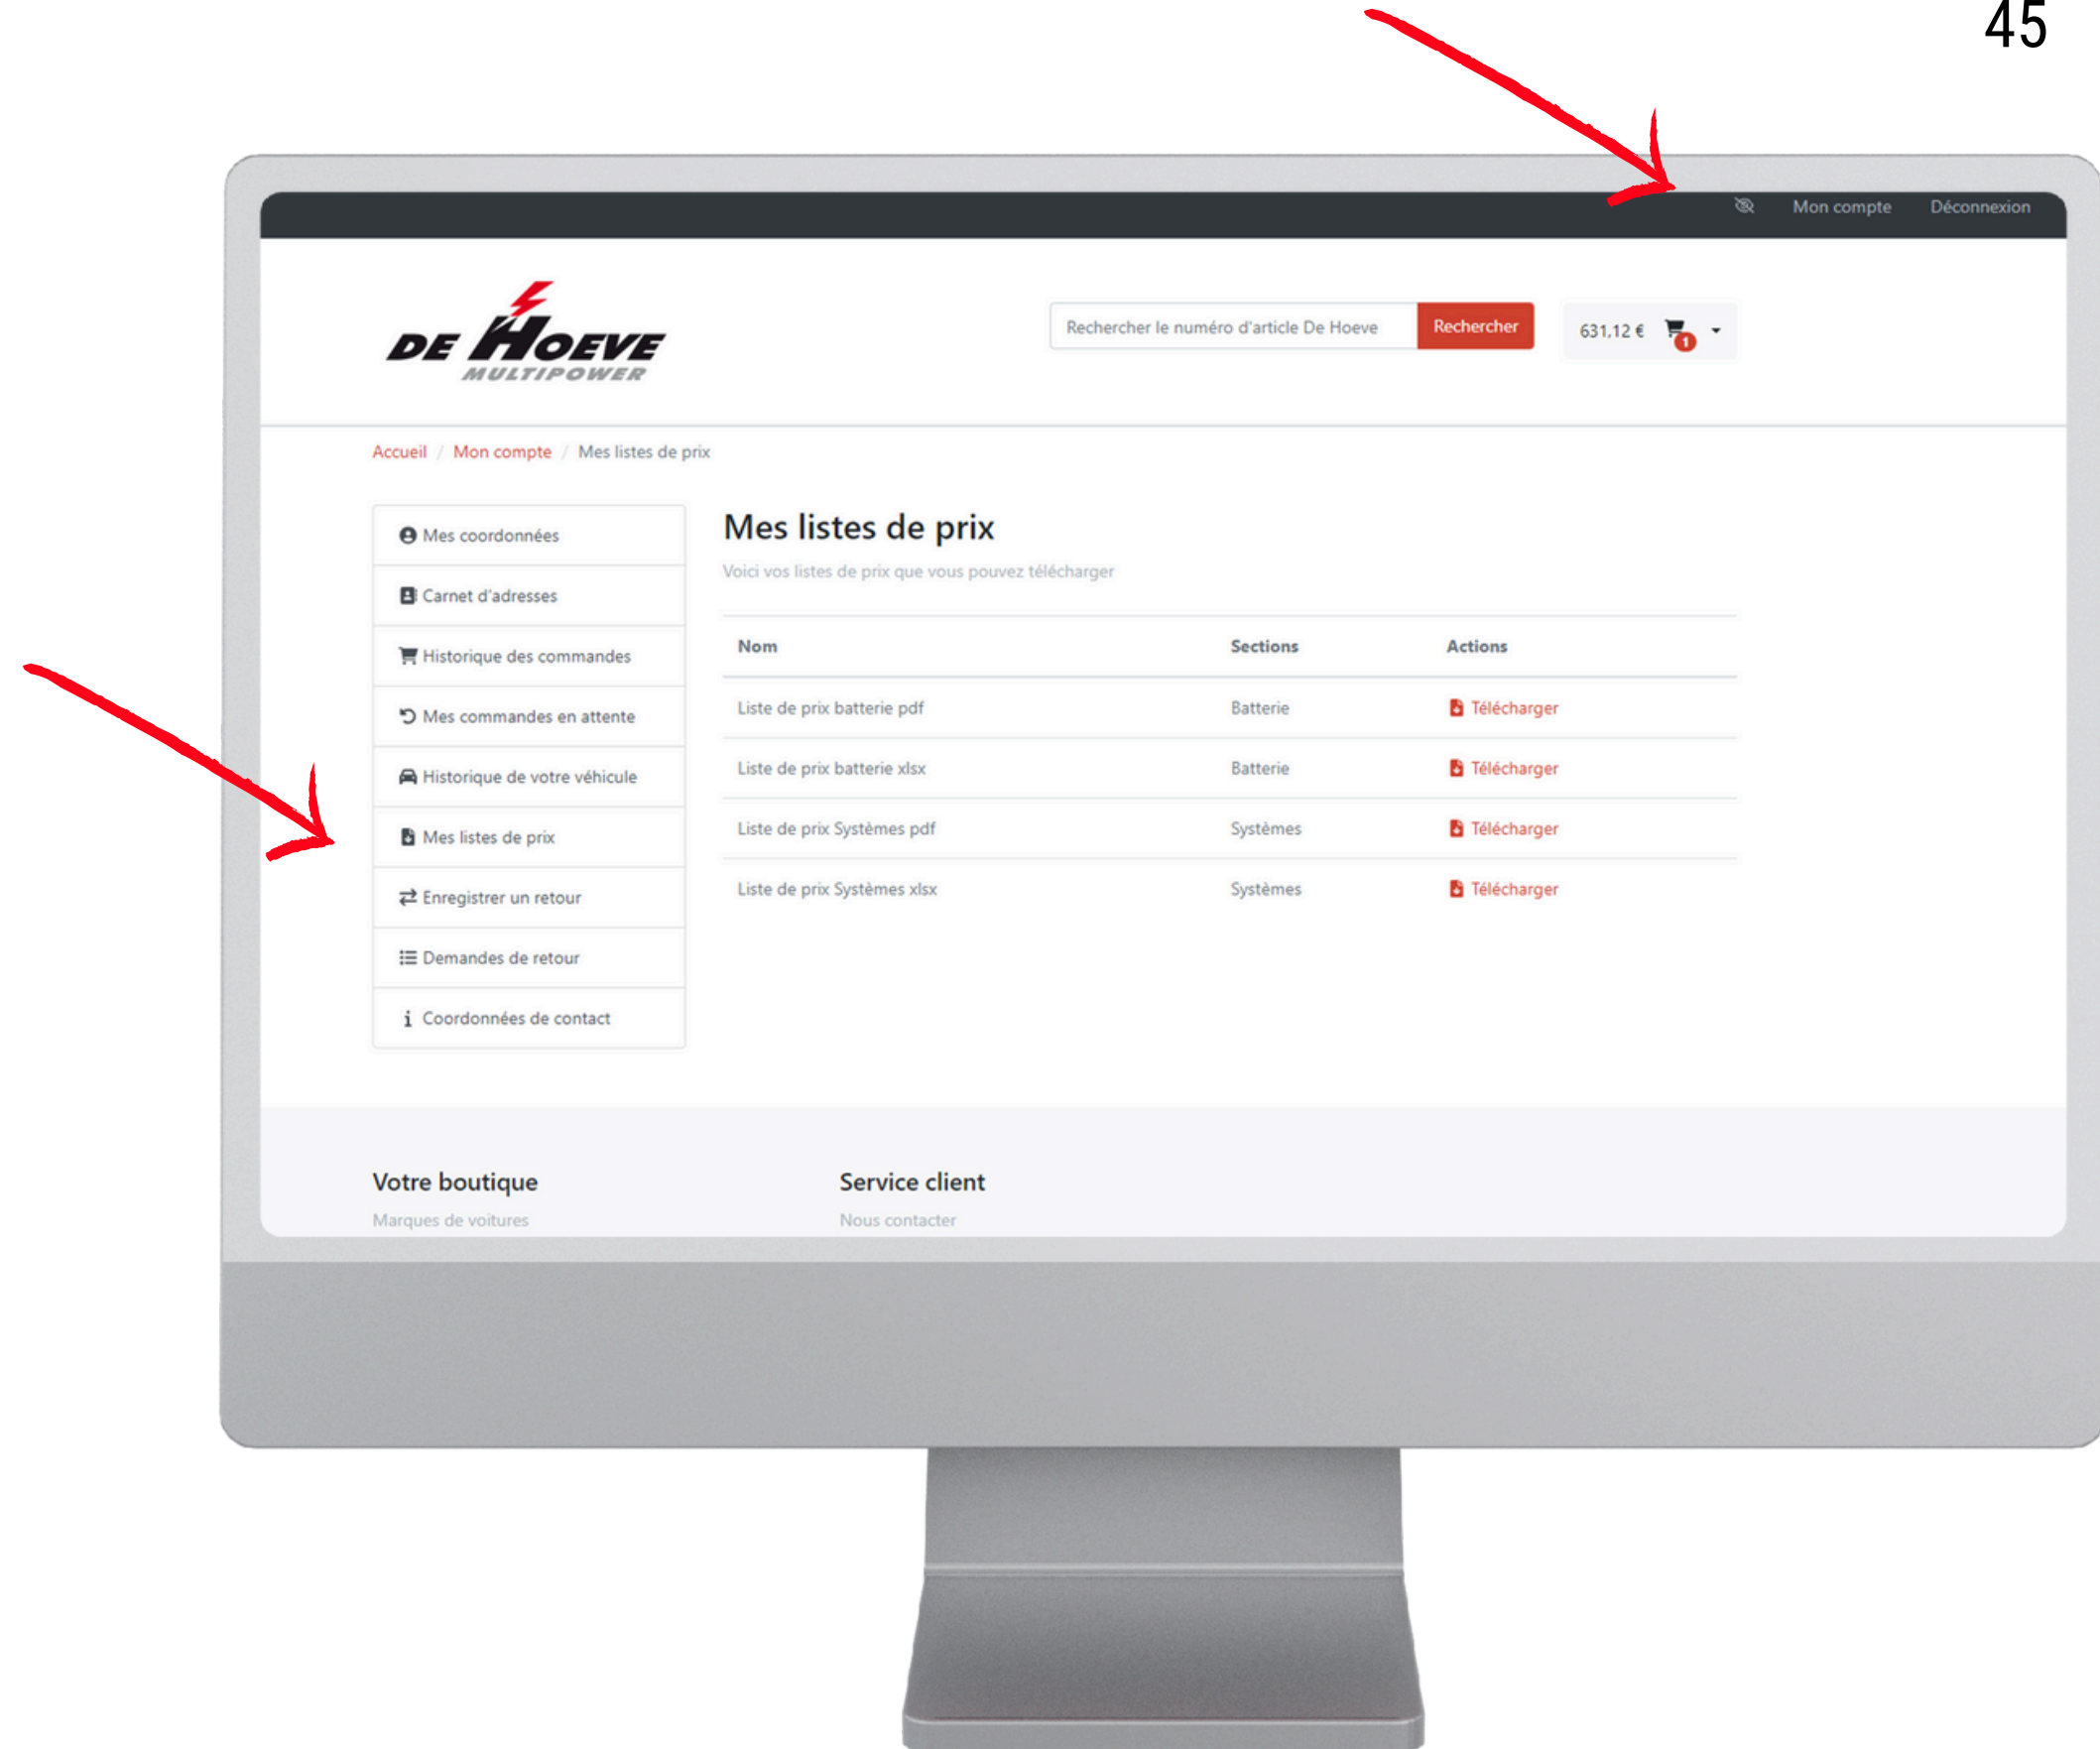 45
Mon compte Déconnexion
DE HOEVE
MULTIPOWER
Rechercher le numéro d'article De Hoeve Rechercher 631,12 € 1
Accueil / Mon compte / Mes listes de prix
Mes coordonnées
Carnet d'adresses
Historique des commandes
Mes commandes en attente
Historique de votre véhicule
Mes listes de prix
Enregistrer un retour
Demandes de retour
Coordonnées de contact
Mes listes de prix
Voici vos listes de prix que vous pouvez télécharger
Nom Sections Actions
Liste de prix batterie pdf Batterie Télécharger
Liste de prix batterie xlsx Batterie Télécharger
Liste de prix Systèmes pdf Systèmes Télécharger
Liste de prix Systèmes xlsx Systèmes Télécharger
Votre boutique
Marques de voitures
Service client
Nous contacter